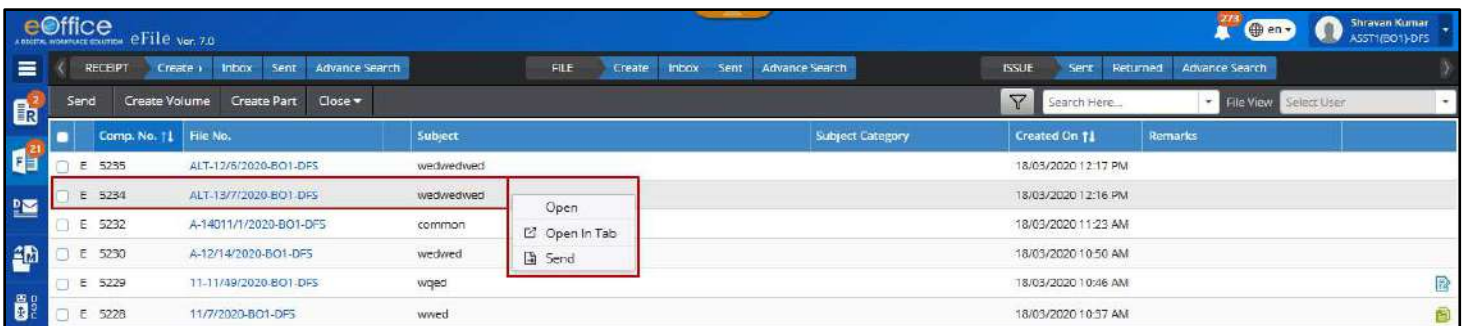 eOffice
A DIGITAL WORKPLACE SOLUTION eFile Ver. 7.0
273 en Shravan Kumar
ASST1(BO1)-DFS
RECEIPT Create Inbox Sent Advance Search FILE Create Inbox Sent Advance Search ISSUE Sent Returned Advance Search
2 R
Send Create Volume Create Part Close Search Here... File View Select User
Comp. No. File No. Subject Subject Category Created On Remarks
21 F
E 5235 ALT-12/6/2020-BO1-DFS wedwedwed 18/03/2020 12:17 PM
E 5234 ALT-13/7/2020-BO1-DFS wedwedwed 18/03/2020 12:16 PM
D
Open
E 5232 A-14011/1/2020-BO1-DFS common 18/03/2020 11:23 AM
Open In Tab
M
E 5230 A-12/14/2020-BO1-DFS wedwed 18/03/2020 10:50 AM
Send
E 5229 11-11/49/2020-BO1-DFS wqed 18/03/2020 10:46 AM
DSC
E 5228 11/7/2020-BO1-DFS wwed 18/03/2020 10:37 AM